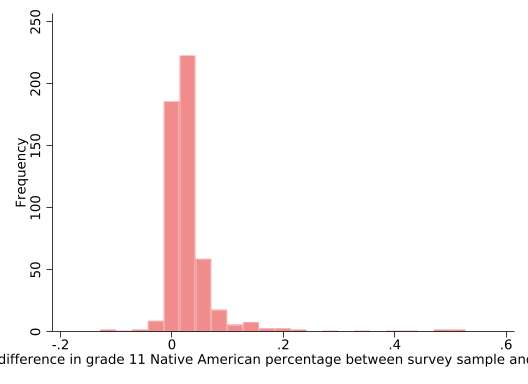 250
200
150
100
50
0
Frequency
-.2 0 .2 .4 .6
difference in grade 11 Native American percentage between survey sample and